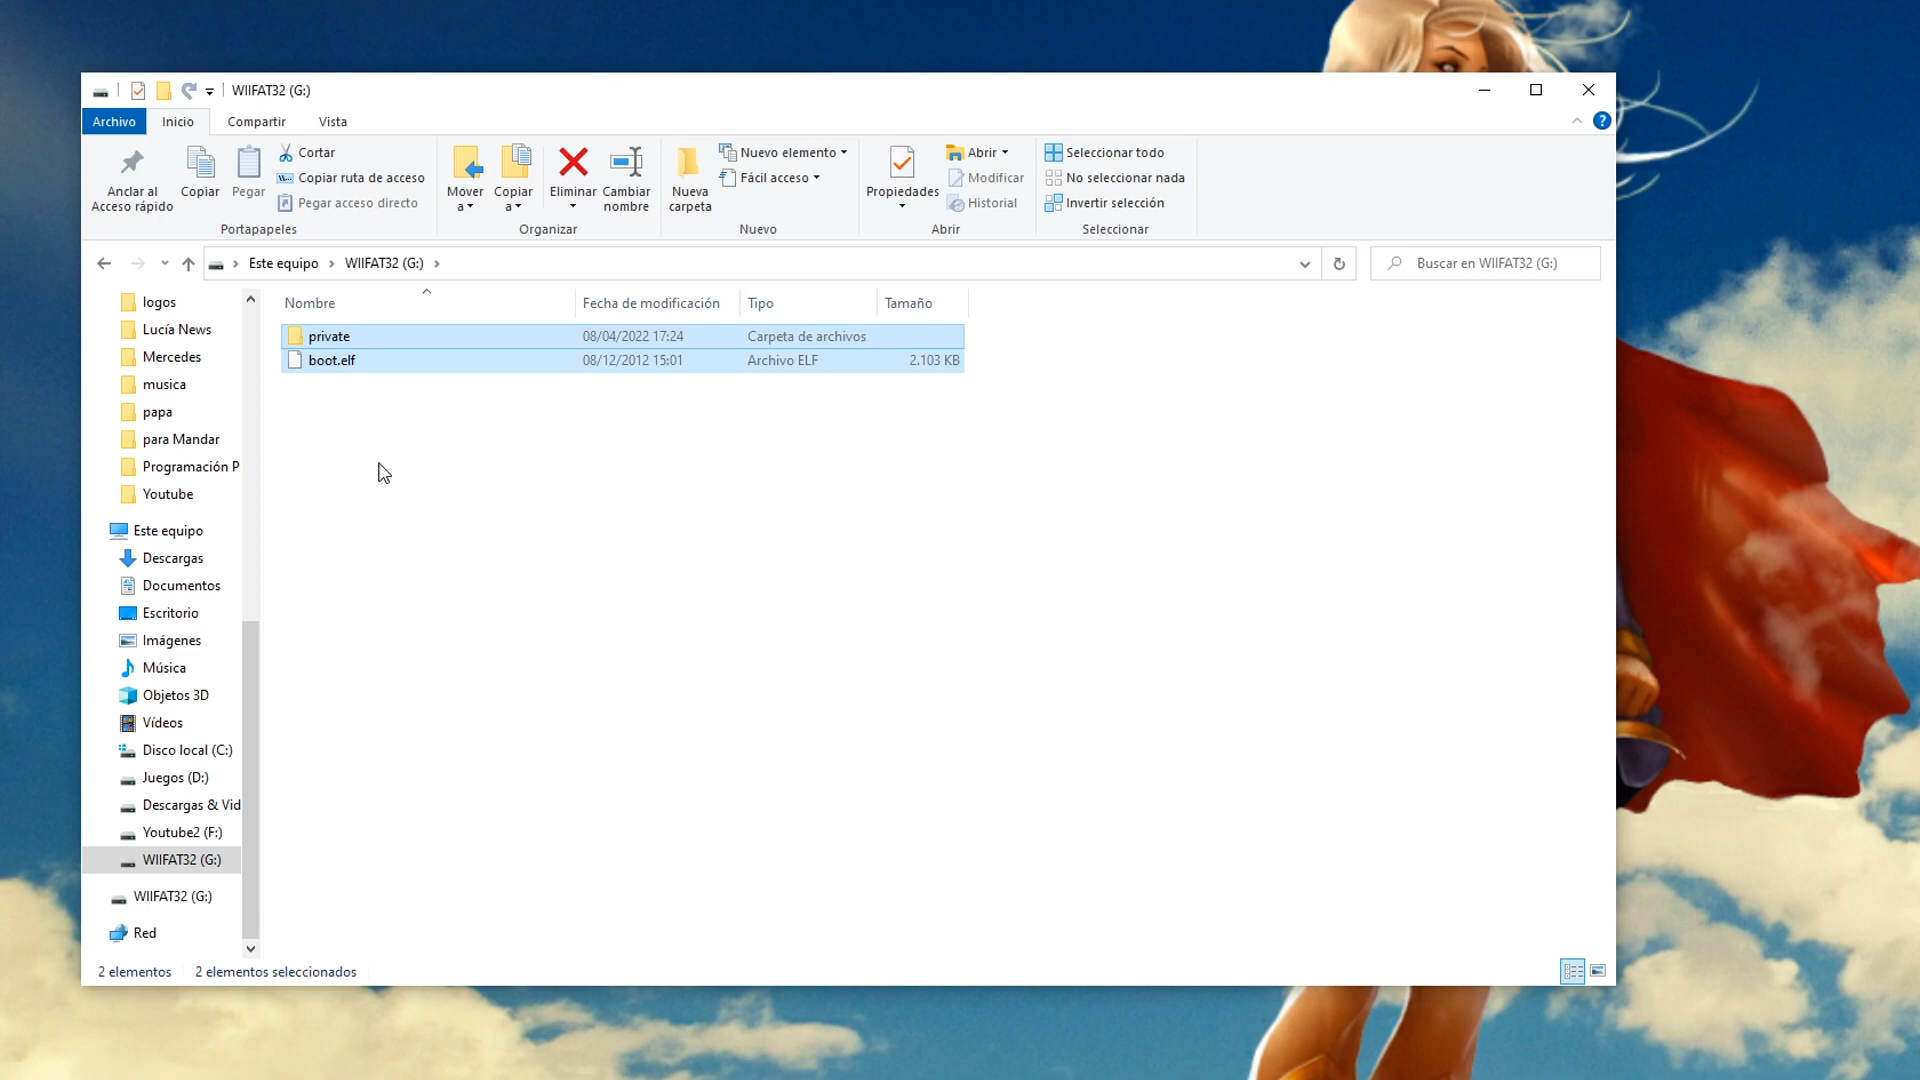 WIIFAT32 (G:)
Archivo
Inicio
Compartir
Vista
Anclar al
Acceso rápido
Copiar
Pegar
Cortar
Copiar ruta de acceso
Pegar acceso directo
Portapapeles
Mover
a
Copiar
a
Eliminar
Cambiar
nombre
Organizar
Nueva
carpeta
Nuevo elemento
Fácil acceso
Nuevo
Propiedades
Abrir
Modificar
Historial
Abrir
Seleccionar todo
No seleccionar nada
Invertir selección
Seleccionar
Este equipo
WIIFAT32 (G:)
Buscar en WIIFAT32 (G:)
logos
Lucía News
Mercedes
musica
papa
para Mandar
Programación P
Youtube
Este equipo
Descargas
Documentos
Escritorio
Imágenes
Música
Objetos 3D
Vídeos
Disco local (C:)
Juegos (D:)
Descargas & Vid
Youtube2 (F:)
WIIFAT32 (G:)
WIIFAT32 (G:)
Red
Nombre Fecha de modificación Tipo Tamaño
private 08/04/2022 17:24 Carpeta de archivos
boot.elf 08/12/2012 15:01 Archivo ELF 2.103 KB
2 elementos 2 elementos seleccionados